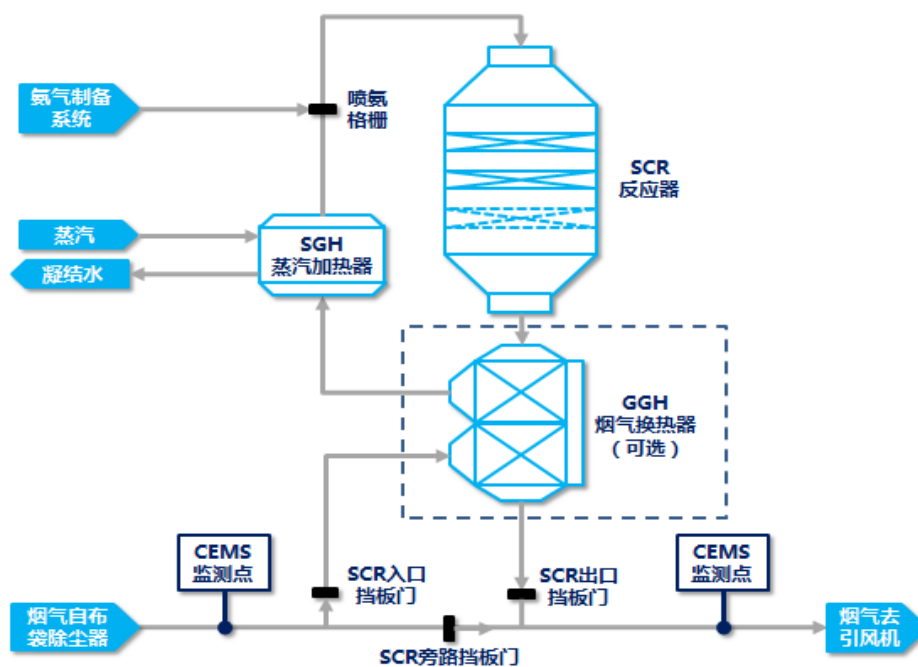 氨气制备
系统
喷氨
格栅
SCR
反应器
蒸汽
SGH
蒸汽加热器
凝结水
GGH
烟气换热器
（可选）
CEMS
监测点
SCR入口
挡板门
SCR出口
挡板门
CEMS
监测点
烟气自布
袋除尘器
SCR旁路挡板门
烟气去
引风机